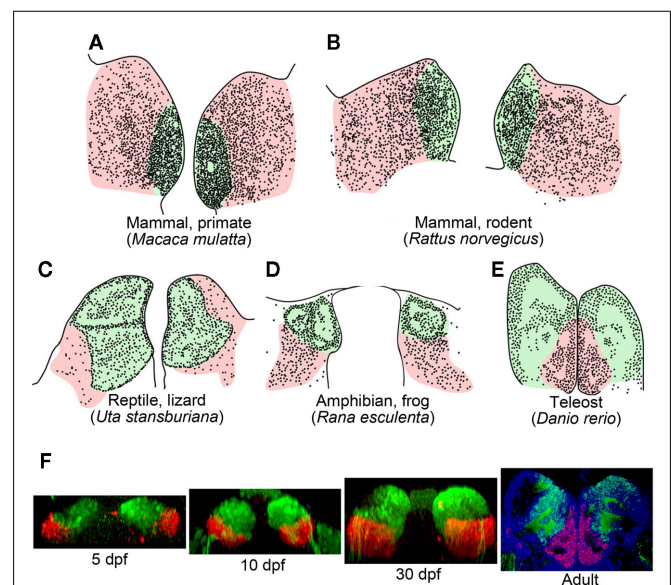 A
B
Mammal, primate
(Macaca mulatta)
Mammal, rodent
(Rattus norvegicus)
C
D
E
Reptile, lizard
(Uta stansburiana)
Amphibian, frog
(Rana esculenta)
Teleost
(Danio rerio)
F
5 dpf
10 dpf
30 dpf
Adult